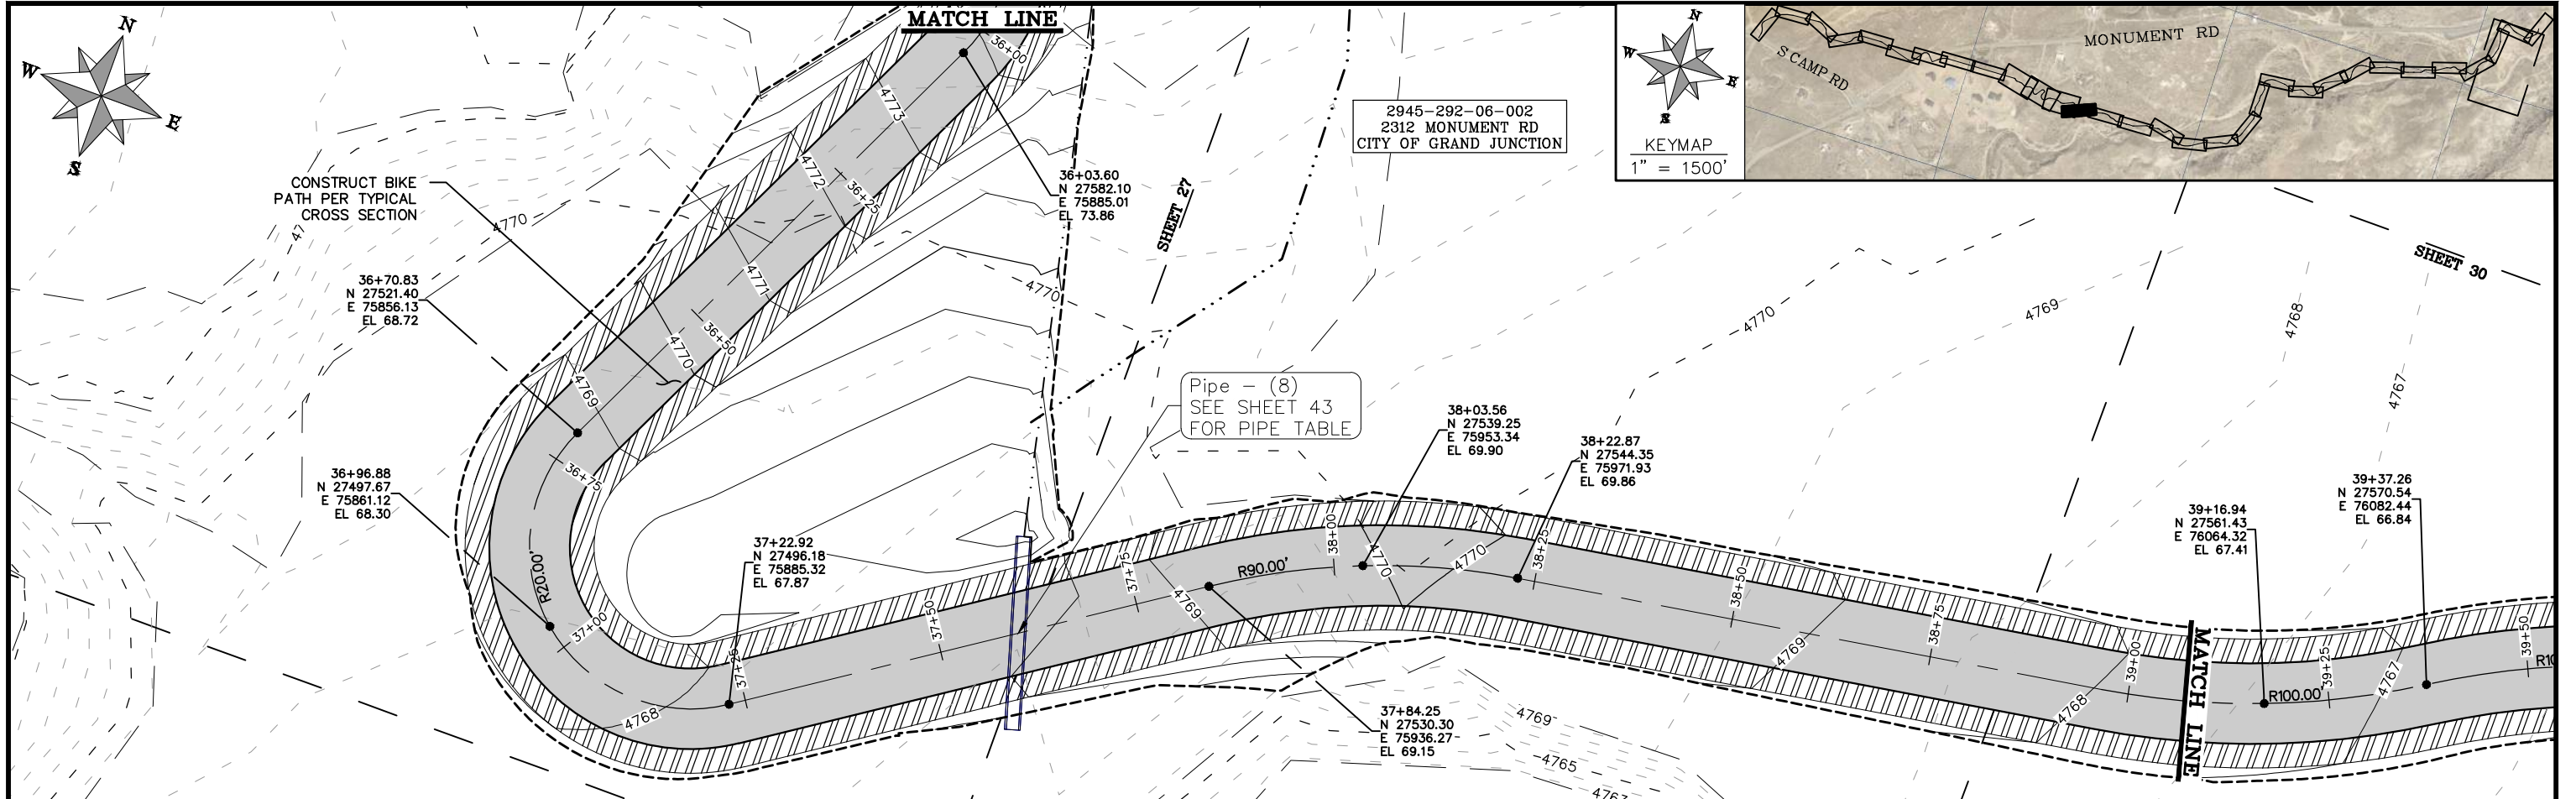 MATCH LINE
N
W
E
S
N
W
E
S
KEYMAP
1" = 1500'
S CAMP RD
MONUMENT RD
2945-292-06-002
2312 MONUMENT RD
CITY OF GRAND JUNCTION
36+00
4773
4772
36+25
36+03.60
N 27582.10
E 75885.01
EL 73.86
SHEET 27
SHEET 30
CONSTRUCT BIKE
PATH PER TYPICAL
CROSS SECTION
47
4770
4771
4770
36+70.83
N 27521.40
E 75856.13
EL 68.72
36+50
4770
4769
4770
4769
4768
4767
Pipe - (8)
SEE SHEET 43
FOR PIPE TABLE
38+03.56
N 27539.25
E 75953.34
EL 69.90
38+22.87
N 27544.35
E 75971.93
EL 69.86
36+75
36+96.88
N 27497.67
E 75861.12
EL 68.30
39+37.26
N 27570.54
E 76082.44
EL 66.84
39+16.94
N 27561.43
E 76064.32
EL 67.41
37+22.92
N 27496.18
E 75885.32
EL 67.87
R20.00'
37+00
37+25
37+50
37+75
4769
R90.00'
38+00
4770
4770
38+25
38+50
4769
38+75
39+00
4768
MATCH LINE
R100.00'
39+25
4767
39+50
R10
4768
37+84.25
N 27530.30
E 75936.27
EL 69.15
4769
4765